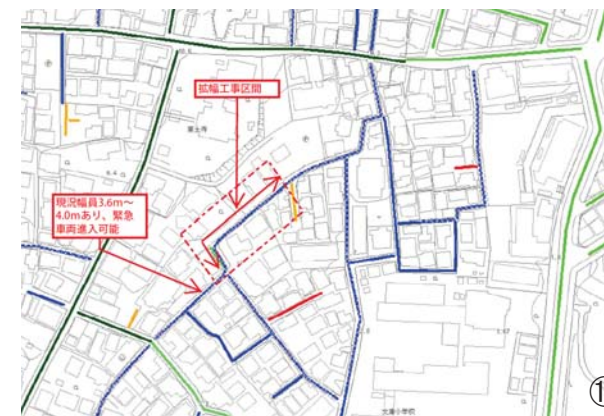 拡幅工事区間
現況幅員3.6m～
4.0mあり、緊急
車両進入可能
①